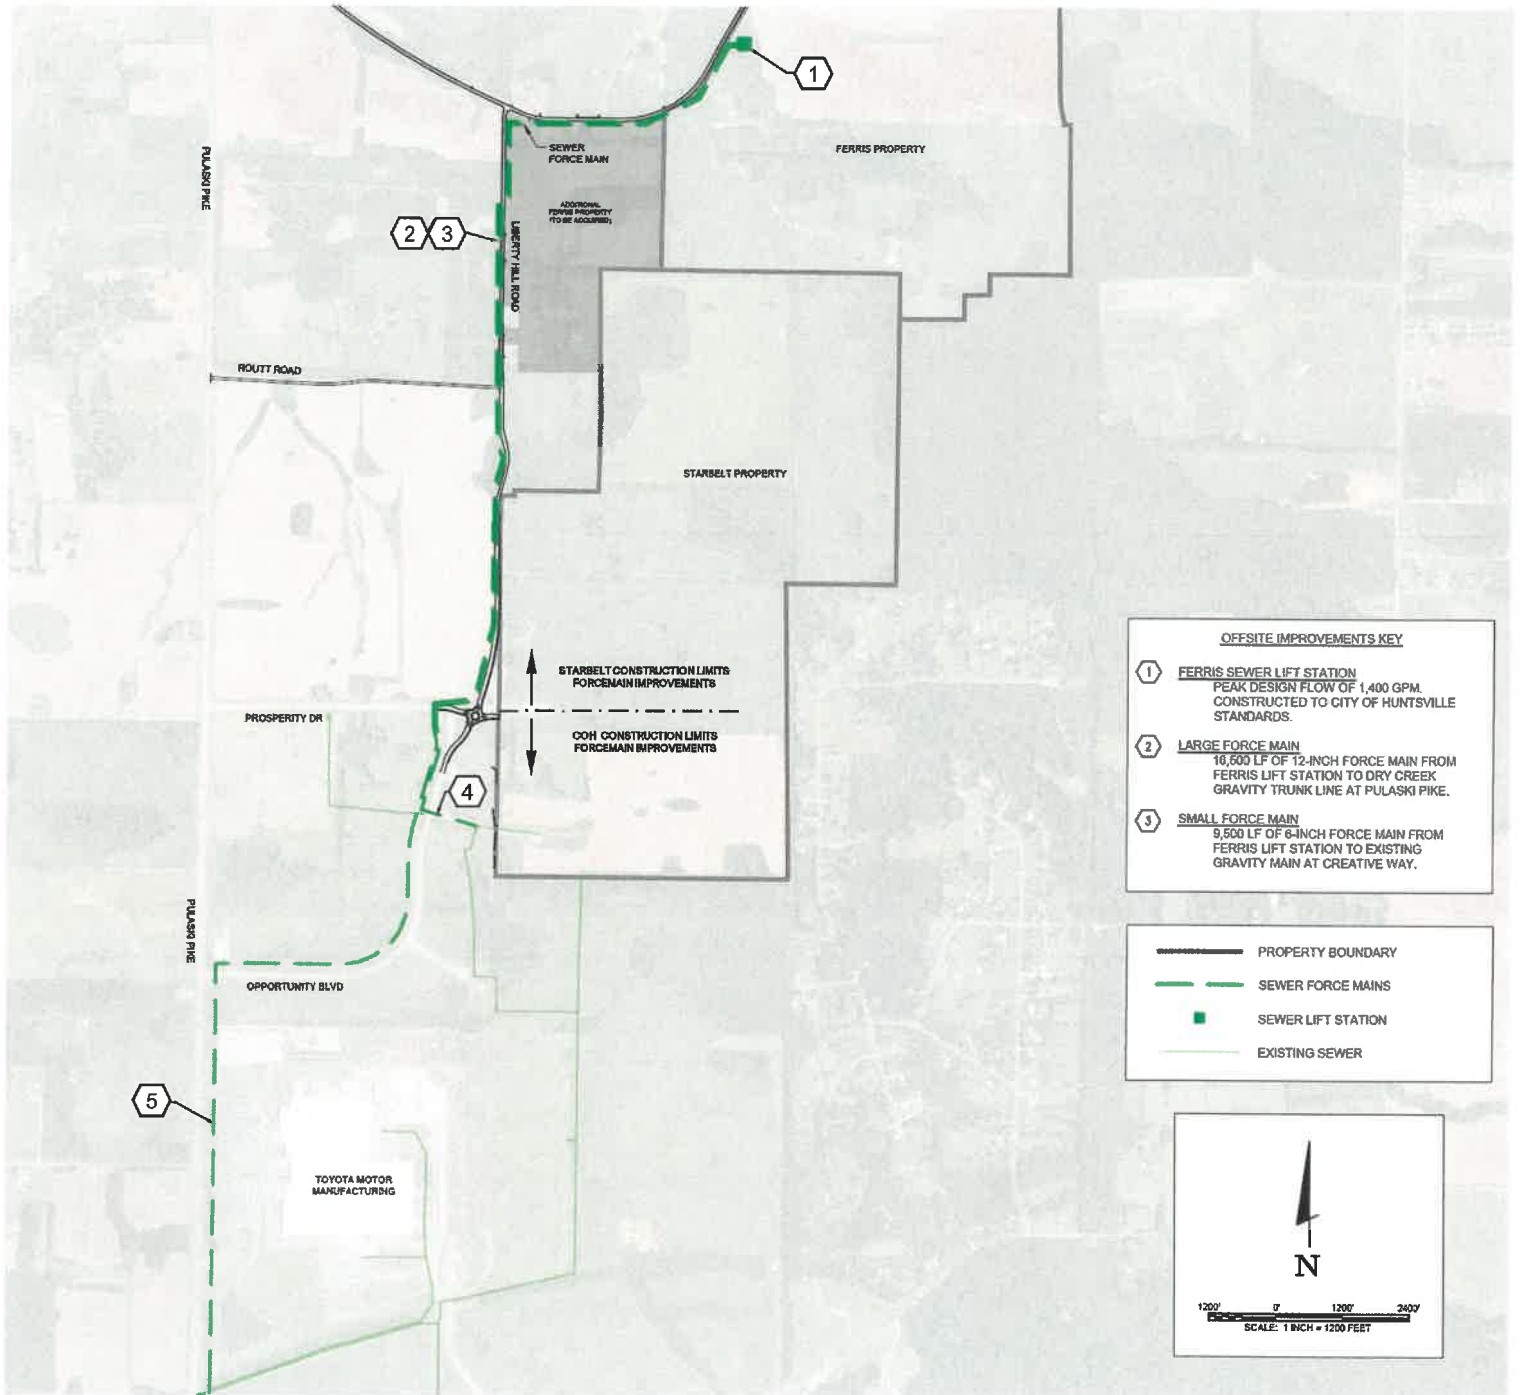 1
SEWER
FORCE MAIN
FERRIS PROPERTY
PULASKI PIKE
ADDITIONAL
FERRIS PROPERTY
(TO BE ACQUIRED)
2 3
LIBERTY HILL ROAD
ROUTT ROAD
STARBELT PROPERTY
STARBELT CONSTRUCTION LIMITS
FORCEMAIN IMPROVEMENTS
PROSPERITY DR
COH CONSTRUCTION LIMITS
FORCEMAIN IMPROVEMENTS
4
PULASKI PIKE
OPPORTUNITY BLVD
5
TOYOTA MOTOR
MANUFACTURING
OFFSITE IMPROVEMENTS KEY
1 FERRIS SEWER LIFT STATION
PEAK DESIGN FLOW OF 1,400 GPM.
CONSTRUCTED TO CITY OF HUNTSVILLE
STANDARDS.
2 LARGE FORCE MAIN
16,500 LF OF 12-INCH FORCE MAIN FROM
FERRIS LIFT STATION TO DRY CREEK
GRAVITY TRUNK LINE AT PULASKI PIKE.
3 SMALL FORCE MAIN
9,500 LF OF 6-INCH FORCE MAIN FROM
FERRIS LIFT STATION TO EXISTING
GRAVITY MAIN AT CREATIVE WAY.
PROPERTY BOUNDARY
SEWER FORCE MAINS
SEWER LIFT STATION
EXISTING SEWER
N
1200' 0' 1200' 2400'
SCALE: 1 INCH = 1200 FEET